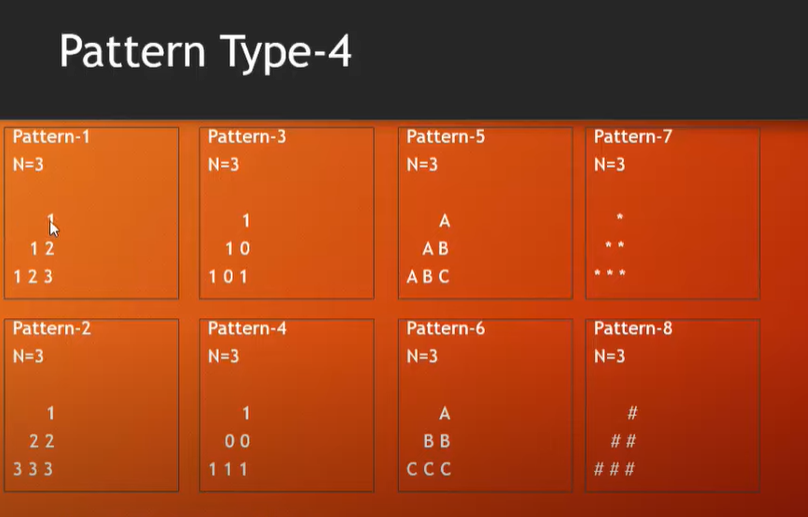 Pattern Type-4
Pattern-1
N=3
1
1 2
1 2 3
Pattern-3
N=3
1
1 0
1 0 1
Pattern-5
N=3
A
A B
A B C
Pattern-7
N=3
*
* *
* * *
Pattern-2
N=3
1
2 2
3 3 3
Pattern-4
N=3
1
0 0
1 1 1
Pattern-6
N=3
A
B B
C C C
Pattern-8
N=3
#
# #
# # #